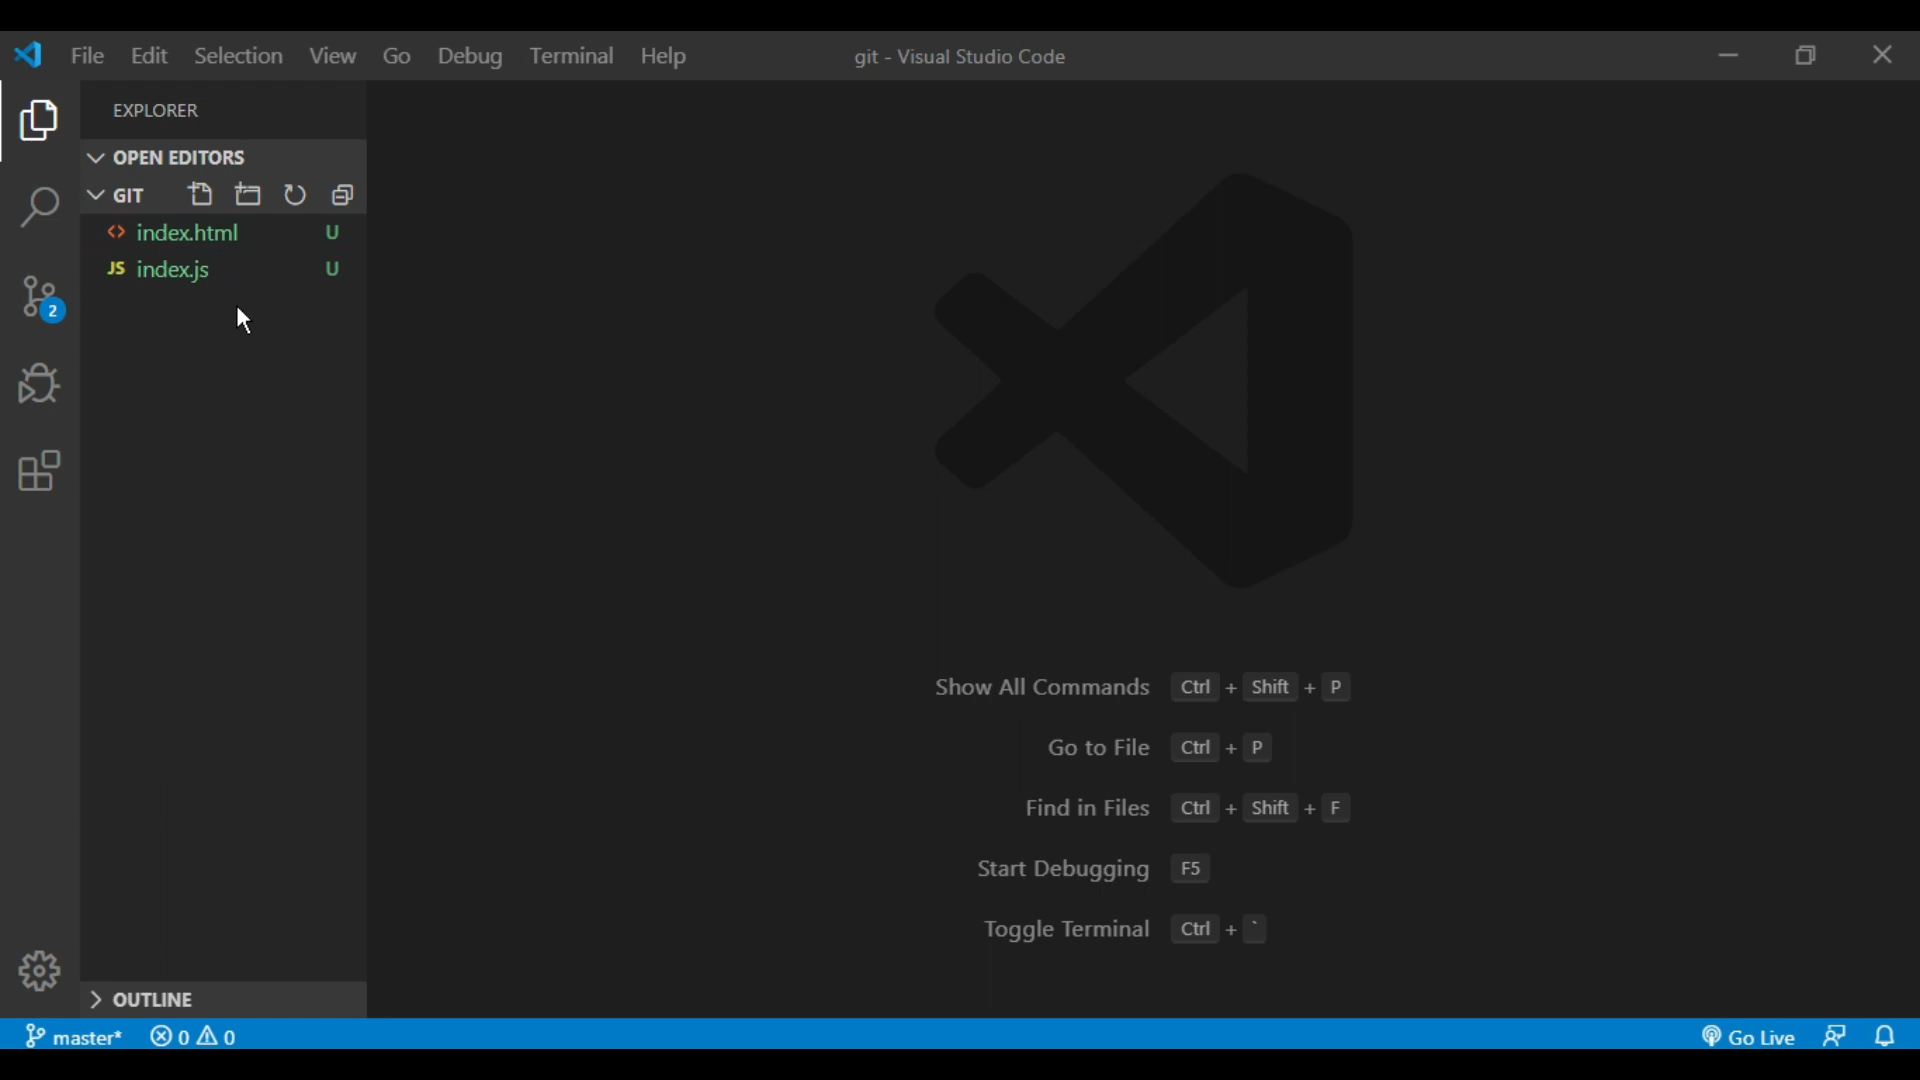 File Edit Selection View Go Debug Terminal Help git - Visual Studio Code
EXPLORER
OPEN EDITORS
GIT
<> index.html U
JS index.js U
2
Show All Commands Ctrl + Shift + P
Go to File Ctrl + P
Find in Files Ctrl + Shift + F
Start Debugging F5
Toggle Terminal Ctrl + `
OUTLINE
master* 0 0 Go Live